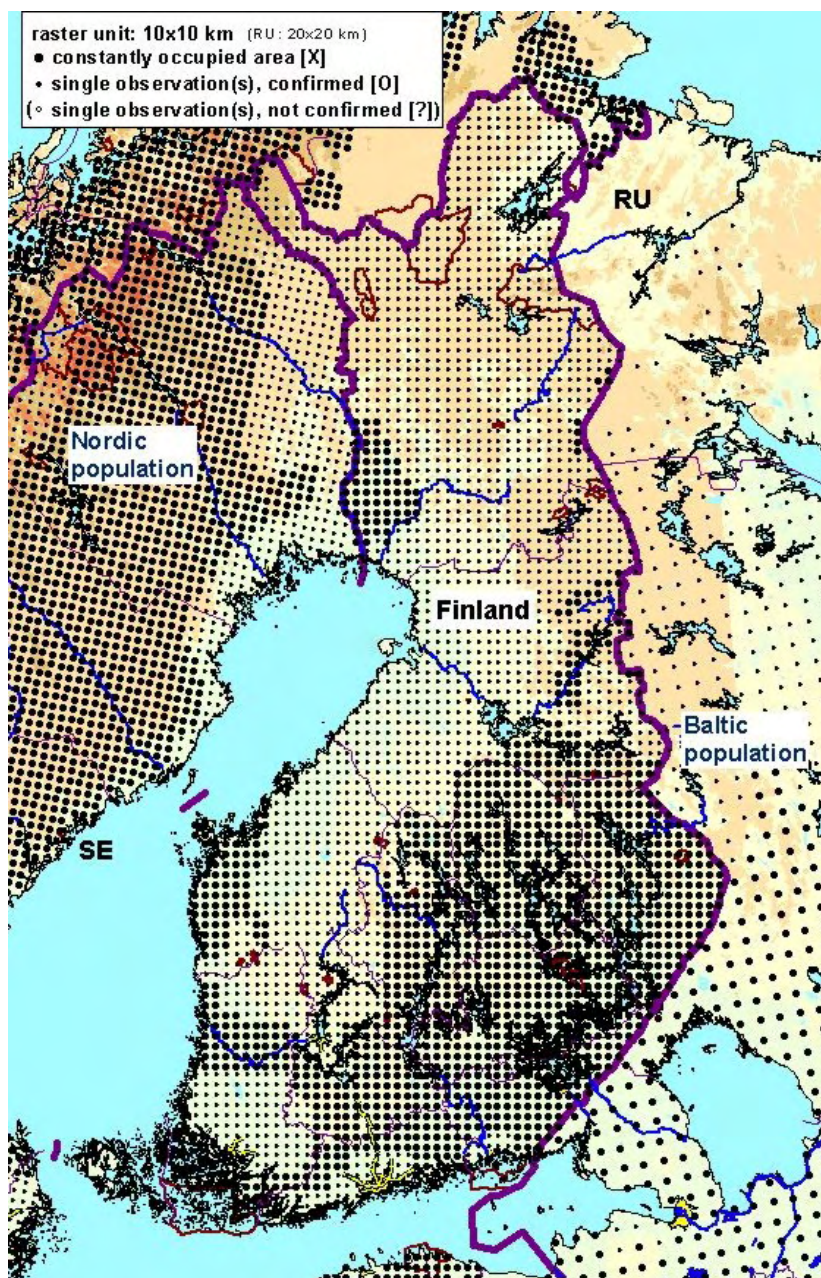 raster unit: 10x10 km (RU: 20x20 km)
● constantly occupied area [X]
• single observation(s), confirmed [O]
(◦ single observation(s), not confirmed [?])
RU
Nordic
population
Finland
Baltic
population
SE